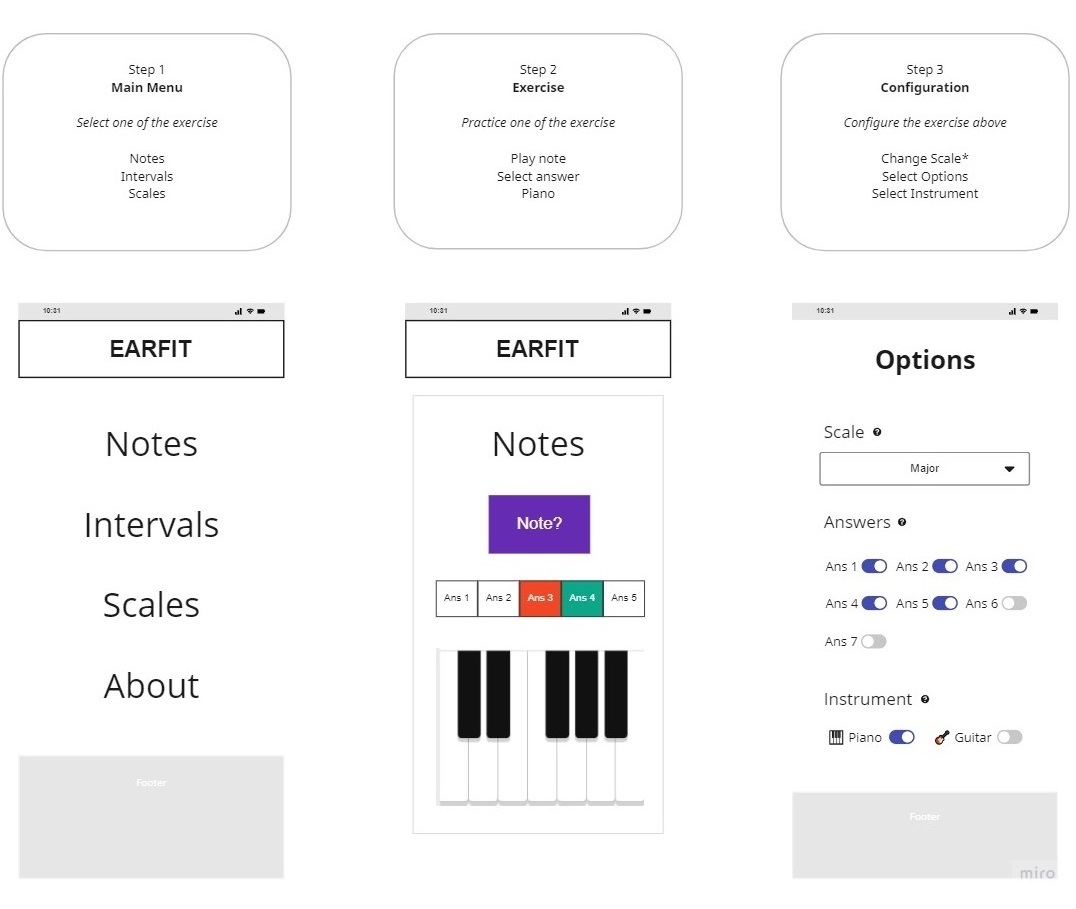 Step 1
Main Menu
Select one of the exercise
Notes
Intervals
Scales
Step 2
Exercise
Practice one of the exercise
Play note
Select answer
Piano
Step 3
Configuration
Configure the exercise above
Change Scale*
Select Options
Select Instrument
10:31
EARFIT
Notes
Intervals
Scales
About
Footer
10:31
EARFIT
Notes
Note?
Ans 1 Ans 2 Ans 3 Ans 4 Ans 5
10:31
Options
Scale ?
Major
Answers ?
Ans 1 Ans 2 Ans 3
Ans 4 Ans 5 Ans 6
Ans 7
Instrument ?
Piano Guitar
Footer
miro